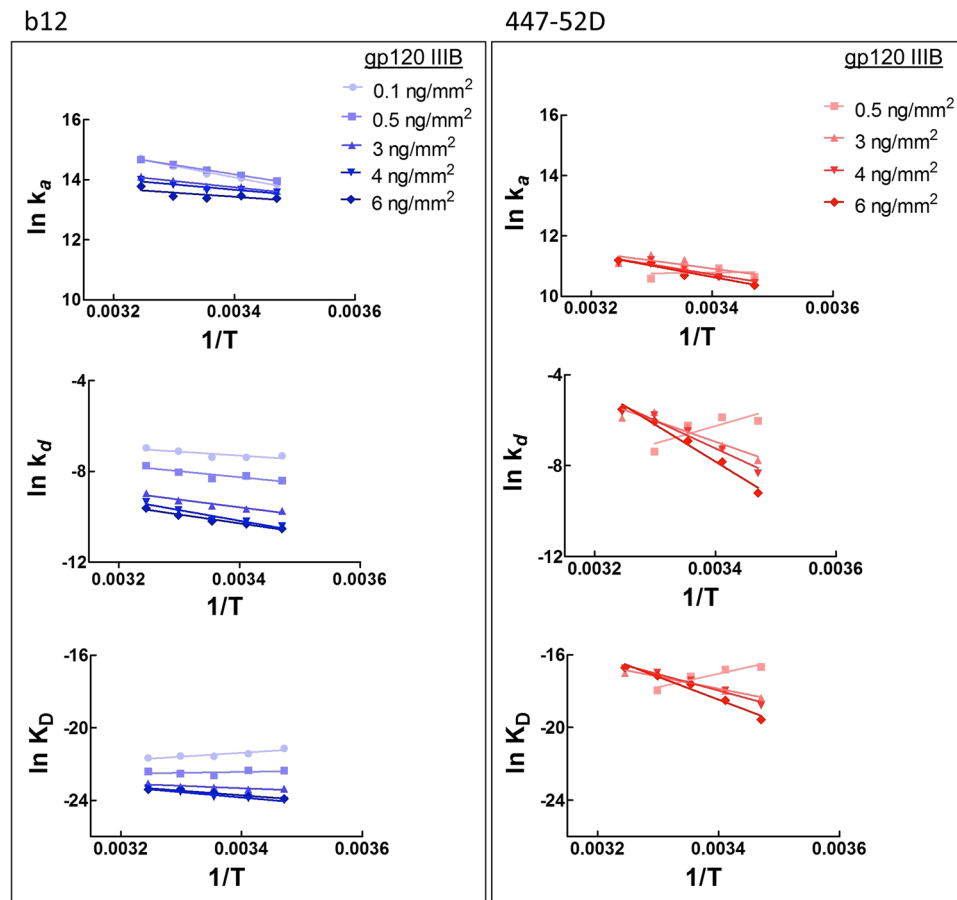 b12
gp120 IIIB
0.1 ng/mm²
0.5 ng/mm²
3 ng/mm²
4 ng/mm²
6 ng/mm²
16
14
12
10
ln kₐ
0.0032 0.0034 0.0036
1/T
-4
-8
-12
ln k_d
0.0032 0.0034 0.0036
1/T
-16
-20
-24
ln K_D
0.0032 0.0034 0.0036
1/T
447-52D
gp120 IIIB
0.5 ng/mm²
3 ng/mm²
4 ng/mm²
6 ng/mm²
16
14
12
10
ln kₐ
0.0032 0.0034 0.0036
1/T
-4
-8
-12
ln k_d
0.0032 0.0034 0.0036
1/T
-16
-20
-24
ln K_D
0.0032 0.0034 0.0036
1/T